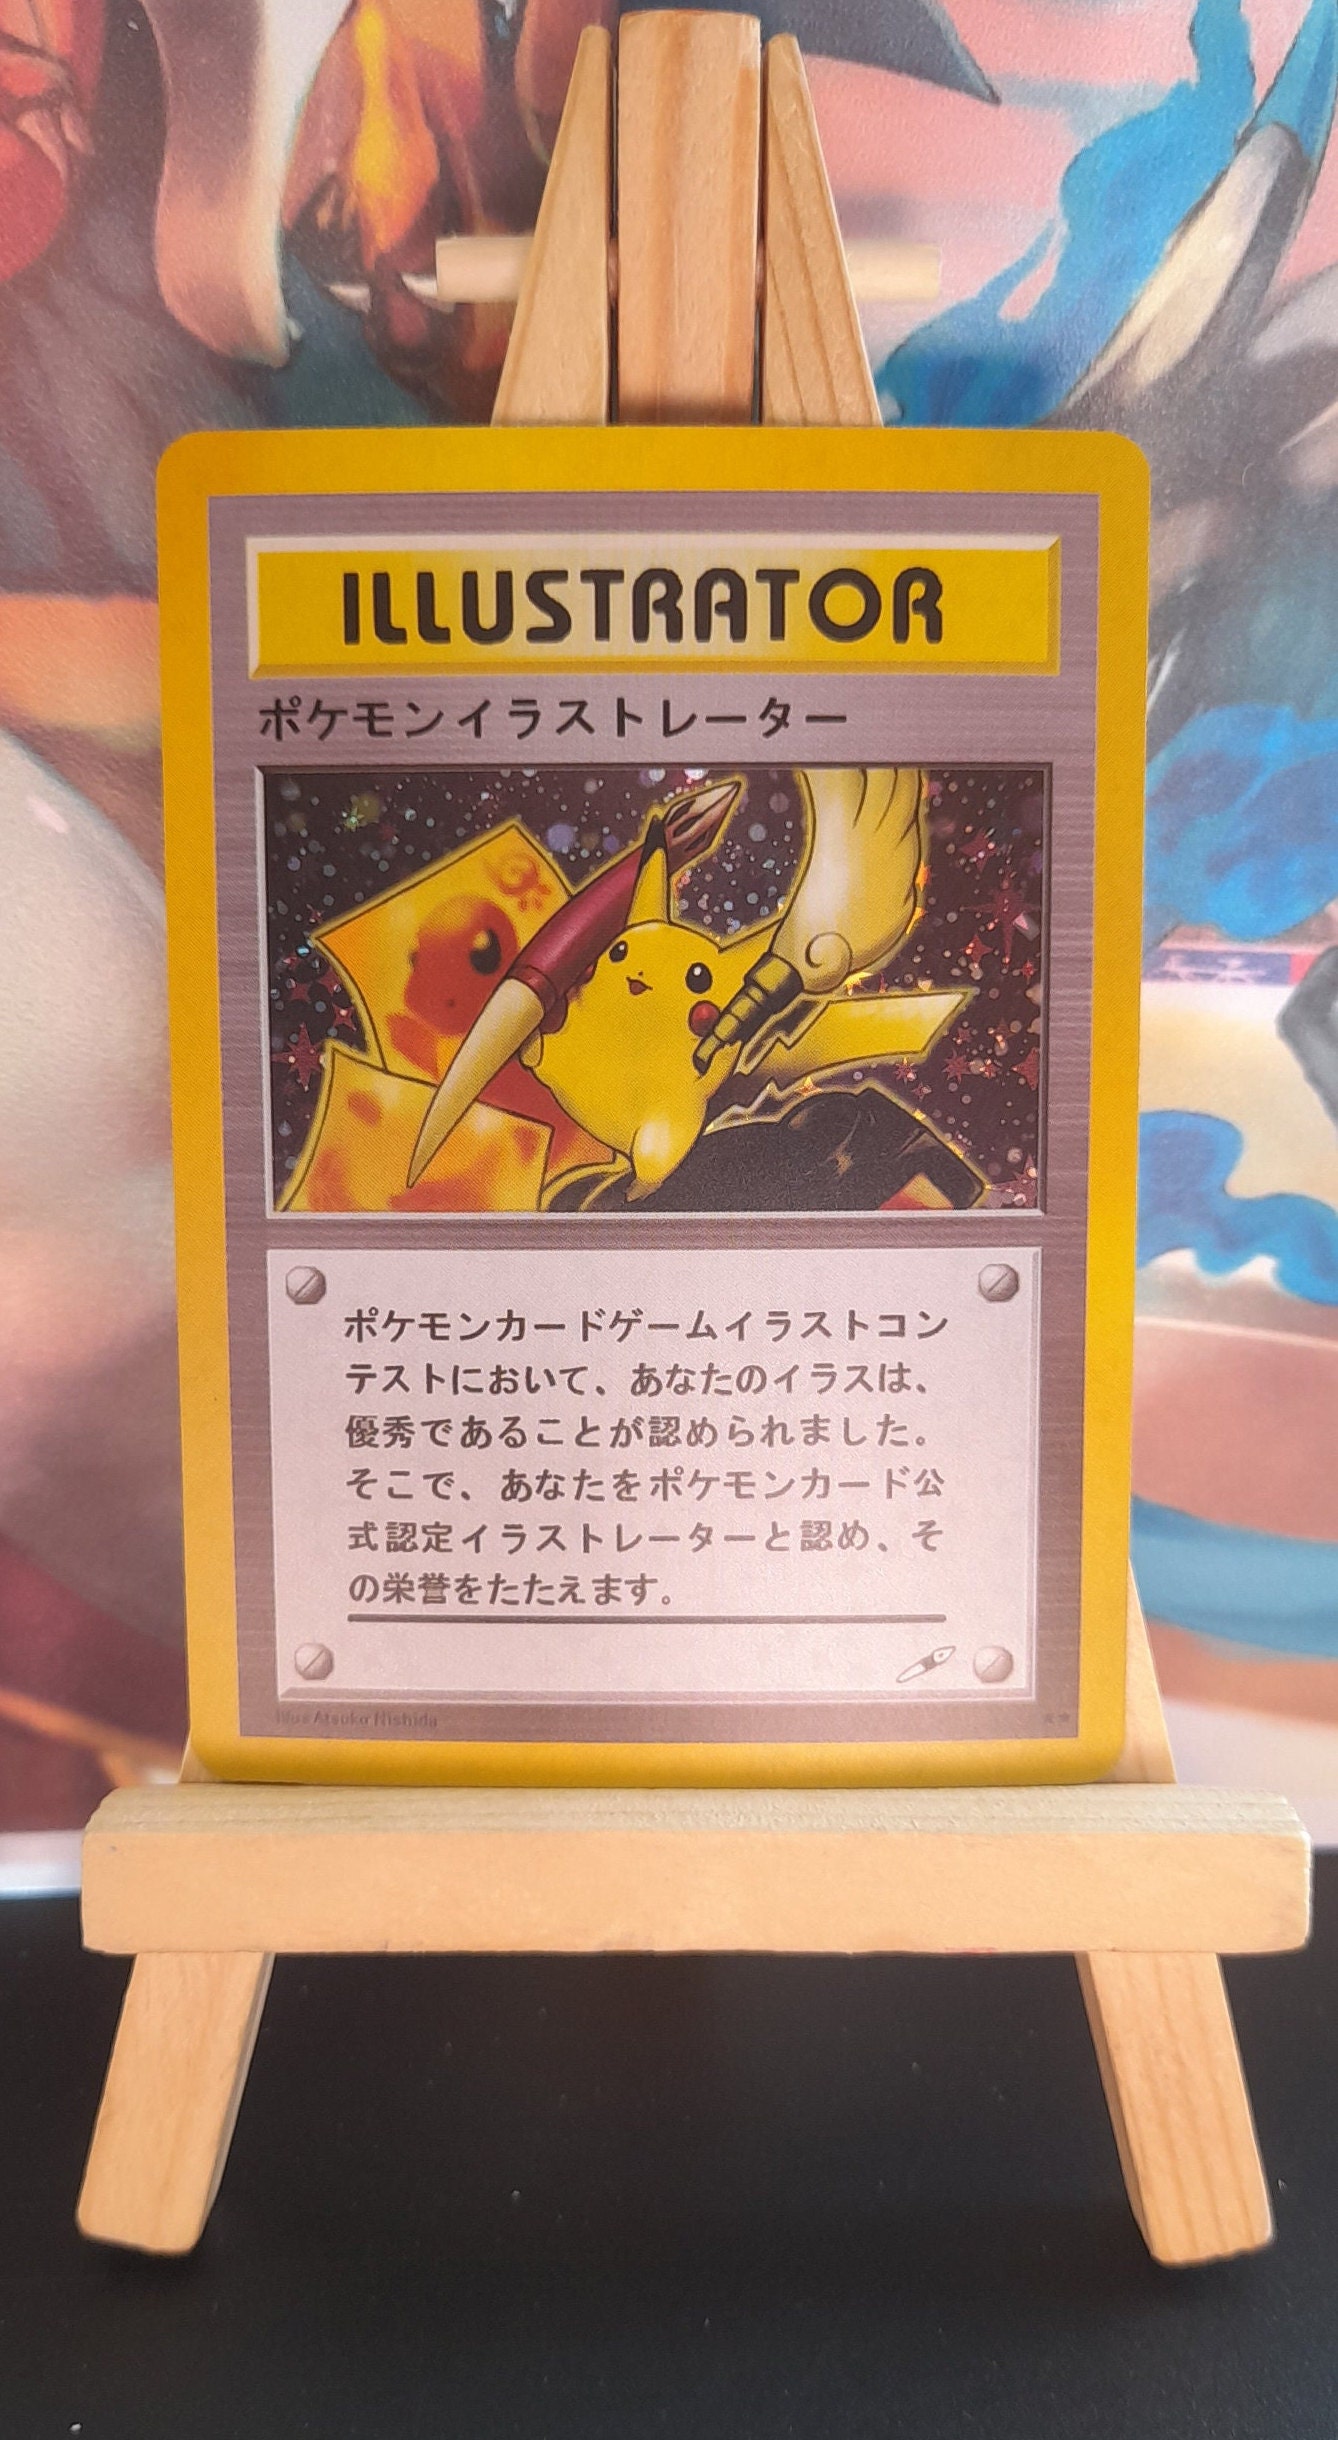 ILLUSTRATOR
ポケモンイラストレーター
ポケモンカードゲームイラストコン
テストにおいて、あなたのイラスは、
優秀であることが認められました。
そこで、あなたをポケモンカード公
式認定イラストレーターと認め、そ
の栄誉をたたえます。
Illus. Atsuko Nishida